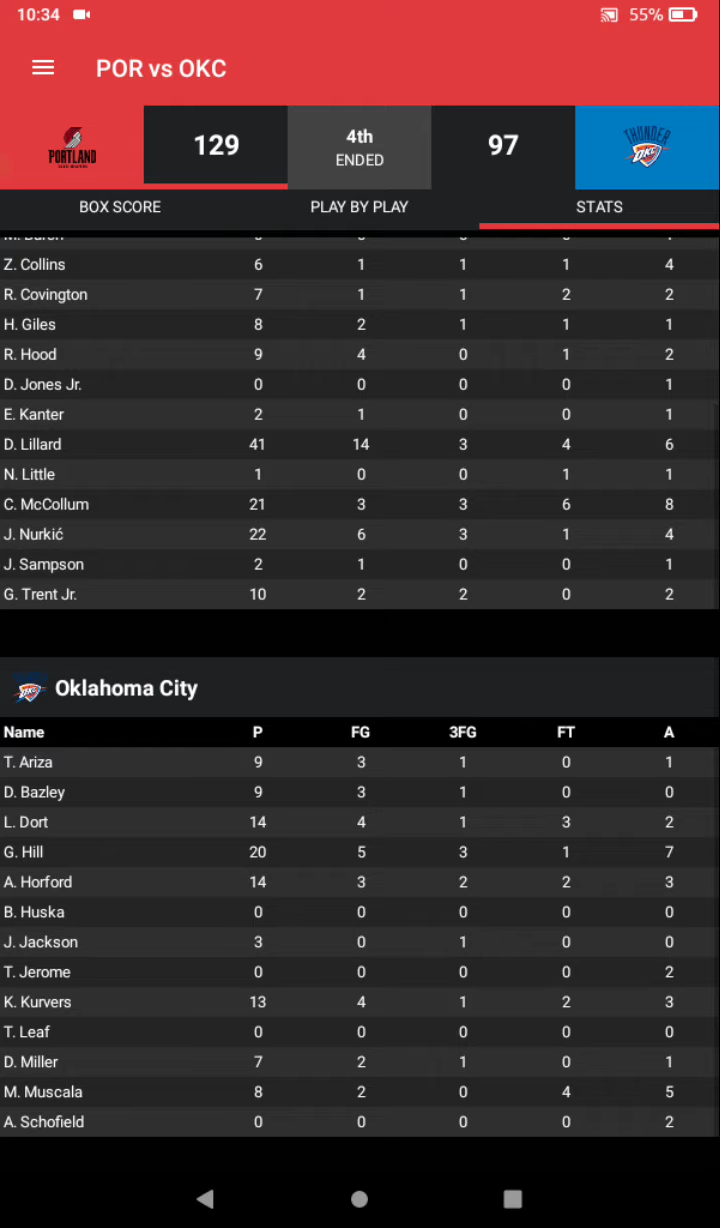 10:34 55%
POR vs OKC
PORTLAND 129 4th ENDED 97 THUNDER OKC
BOX SCORE PLAY BY PLAY STATS
Z. Collins 6 1 1 1 4
R. Covington 7 1 1 2 2
H. Giles 8 2 1 1 1
R. Hood 9 4 0 1 2
D. Jones Jr. 0 0 0 0 1
E. Kanter 2 1 0 0 1
D. Lillard 41 14 3 4 6
N. Little 1 0 0 1 1
C. McCollum 21 3 3 6 8
J. Nurkić 22 6 3 1 4
J. Sampson 2 1 0 0 1
G. Trent Jr. 10 2 2 0 2
OKC Oklahoma City
Name P FG 3FG FT A
T. Ariza 9 3 1 0 1
D. Bazley 9 3 1 0 0
L. Dort 14 4 1 3 2
G. Hill 20 5 3 1 7
A. Horford 14 3 2 2 3
B. Huska 0 0 0 0 0
J. Jackson 3 0 1 0 0
T. Jerome 0 0 0 0 2
K. Kurvers 13 4 1 2 3
T. Leaf 0 0 0 0 0
D. Miller 7 2 1 0 1
M. Muscala 8 2 0 4 5
A. Schofield 0 0 0 0 2